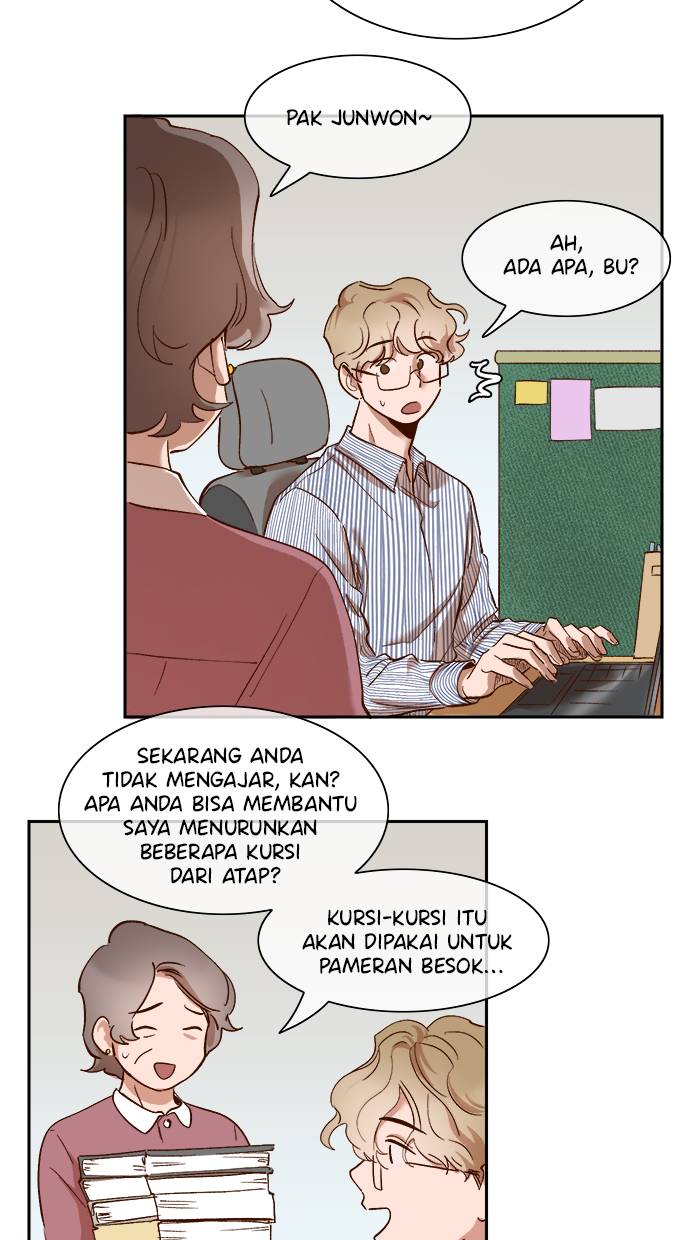 PAK JUNWON~
AH,
ADA APA, BU?
SEKARANG ANDA
TIDAK MENGAJAR, KAN?
APA ANDA BISA MEMBANTU
SAYA MENURUNKAN
BEBERAPA KURSI
DARI ATAP?
KURSI-KURSI ITU
AKAN DIPAKAI UNTUK
PAMERAN BESOK...